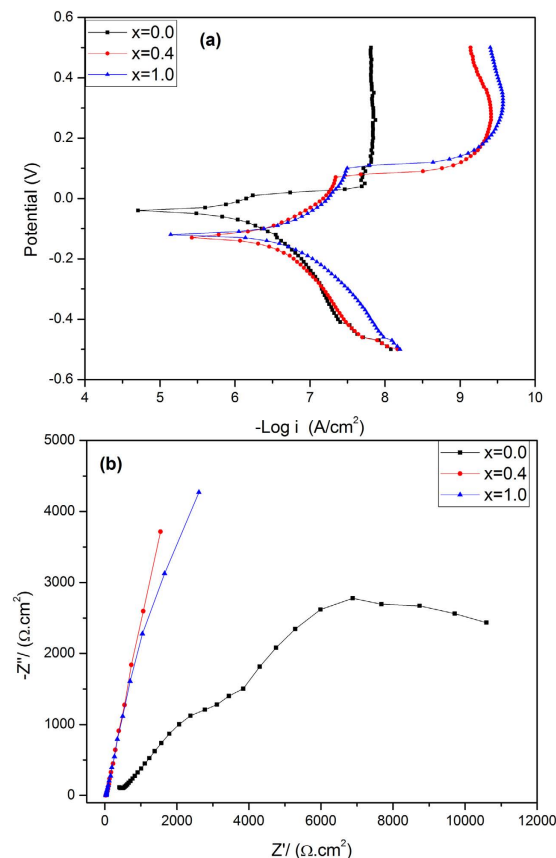 (a)
x=0.0
x=0.4
x=1.0
0.6
0.4
0.2
0.0
-0.2
-0.4
-0.6
Potential (V)
4 5 6 7 8 9 10
-Log i (A/cm²)
(b)
x=0.0
x=0.4
x=1.0
5000
4000
3000
2000
1000
0
-Z"/ (Ω.cm²)
0 2000 4000 6000 8000 10000 12000
Z'/ (Ω.cm²)